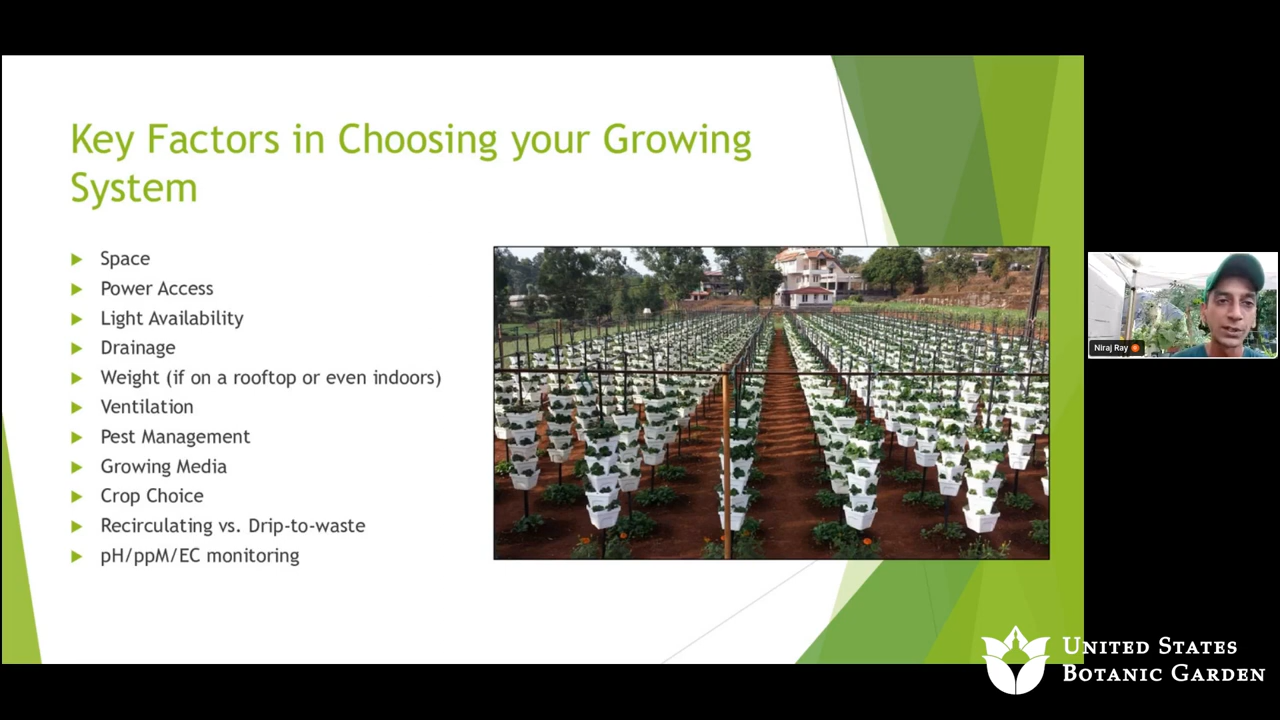 Key Factors in Choosing your Growing
System
Space
Power Access
Light Availability
Drainage
Weight (if on a rooftop or even indoors)
Ventilation
Pest Management
Growing Media
Crop Choice
Recirculating vs. Drip-to-waste
pH/ppM/EC monitoring
Niraj Ray
United States
Botanic Garden